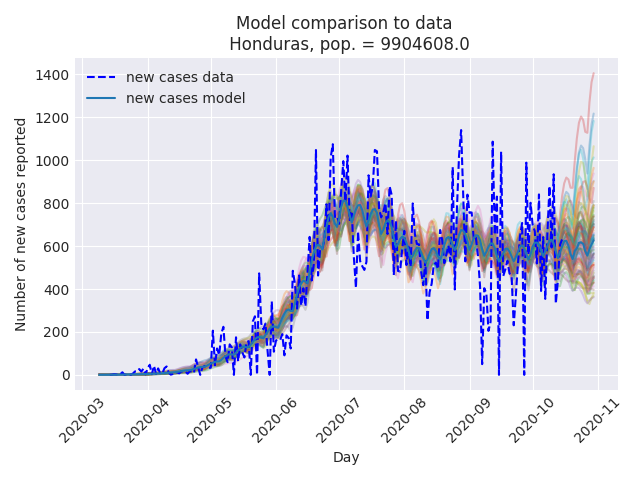 Model comparison to data
Honduras, pop. = 9904608.0
new cases data
new cases model
Number of new cases reported
1400
1200
1000
800
600
400
200
0
2020-03
2020-04
2020-05
2020-06
2020-07
2020-08
2020-09
2020-10
2020-11
Day